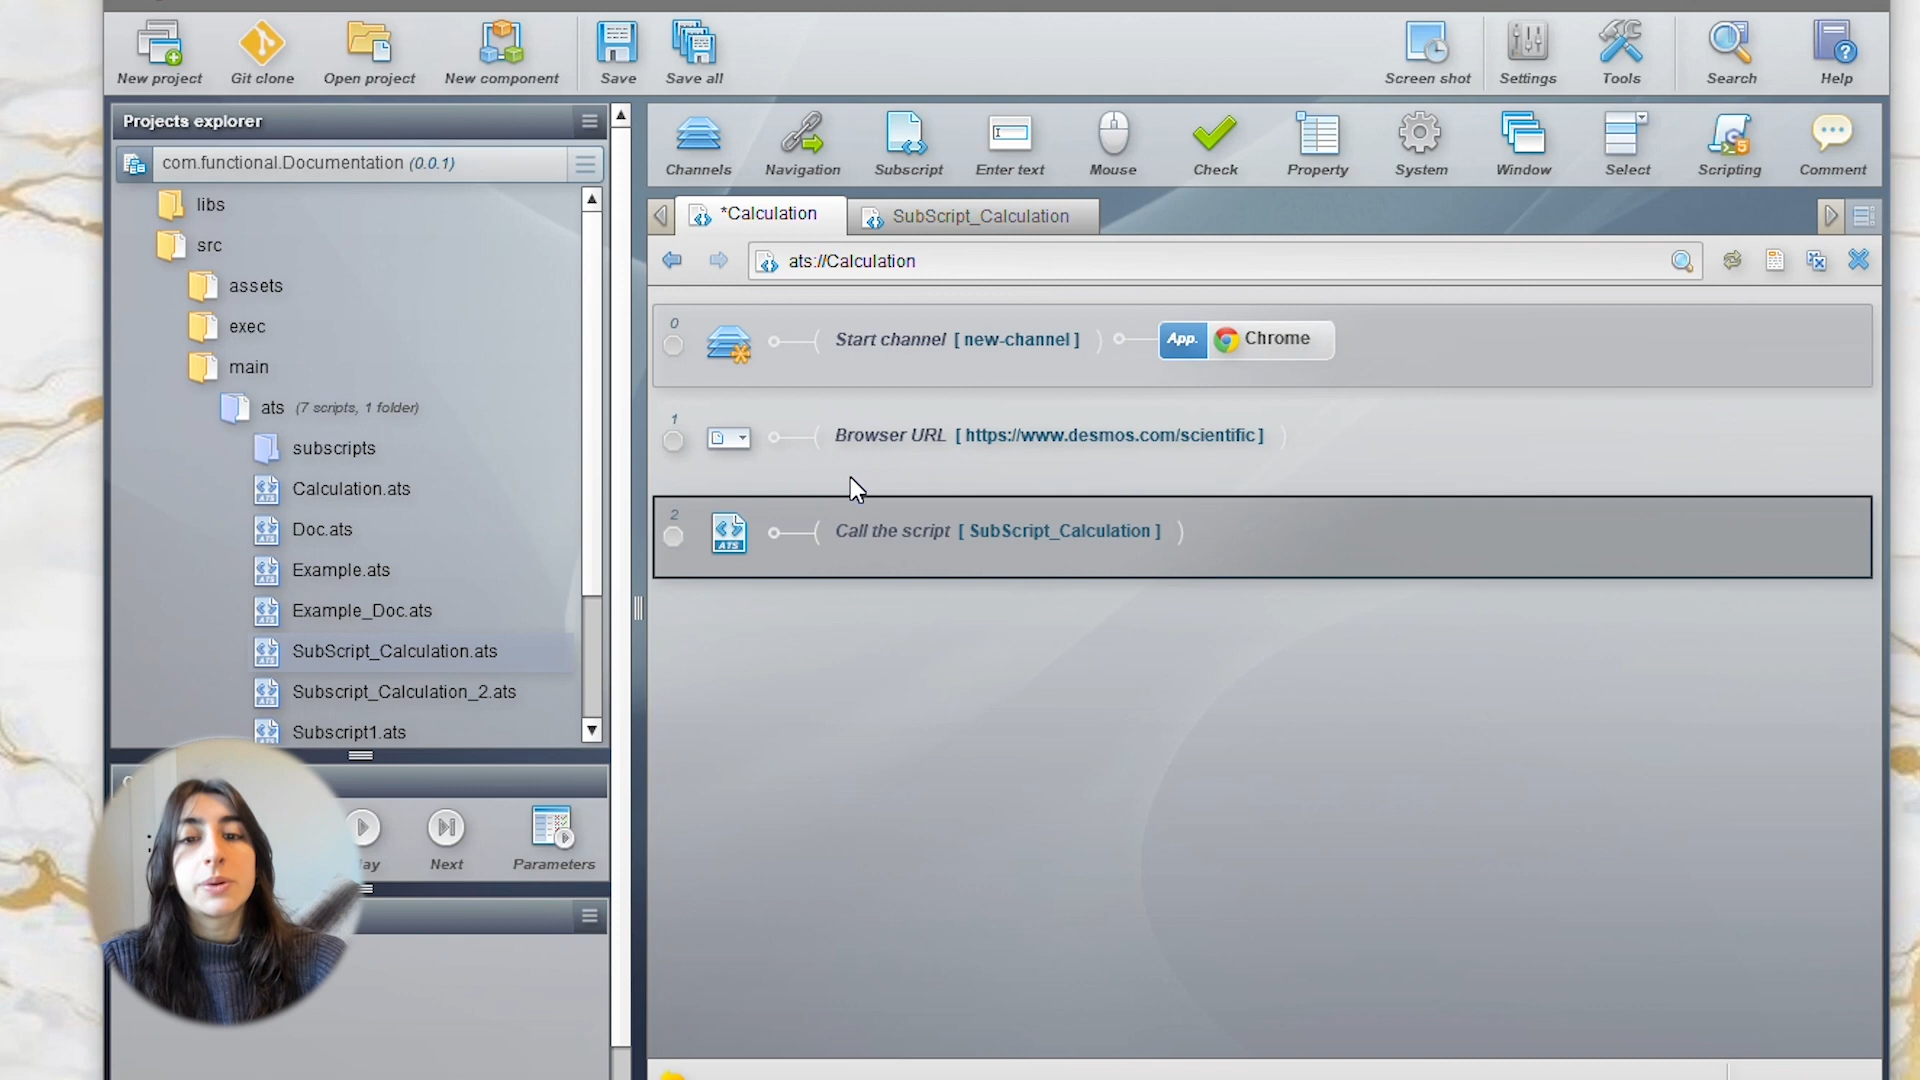 New project
Git clone
Open project
New component
Save
Save all
Screen shot
Settings
Tools
Search
Help
Projects explorer
com.functional.Documentation (0.0.1)
libs
src
assets
exec
main
ats (7 scripts, 1 folder)
subscripts
Calculation.ats
Doc.ats
Example.ats
Example_Doc.ats
SubScript_Calculation.ats
Subscript_Calculation_2.ats
Subscript1.ats
Next
Parameters
Channels
Navigation
Subscript
Enter text
Mouse
Check
Property
System
Window
Select
Scripting
Comment
*Calculation
SubScript_Calculation
ats://Calculation
0
Start channel [ new-channel ]
App.
Chrome
1
Browser URL [ https://www.desmos.com/scientific ]
2
ATS
Call the script [ SubScript_Calculation ]